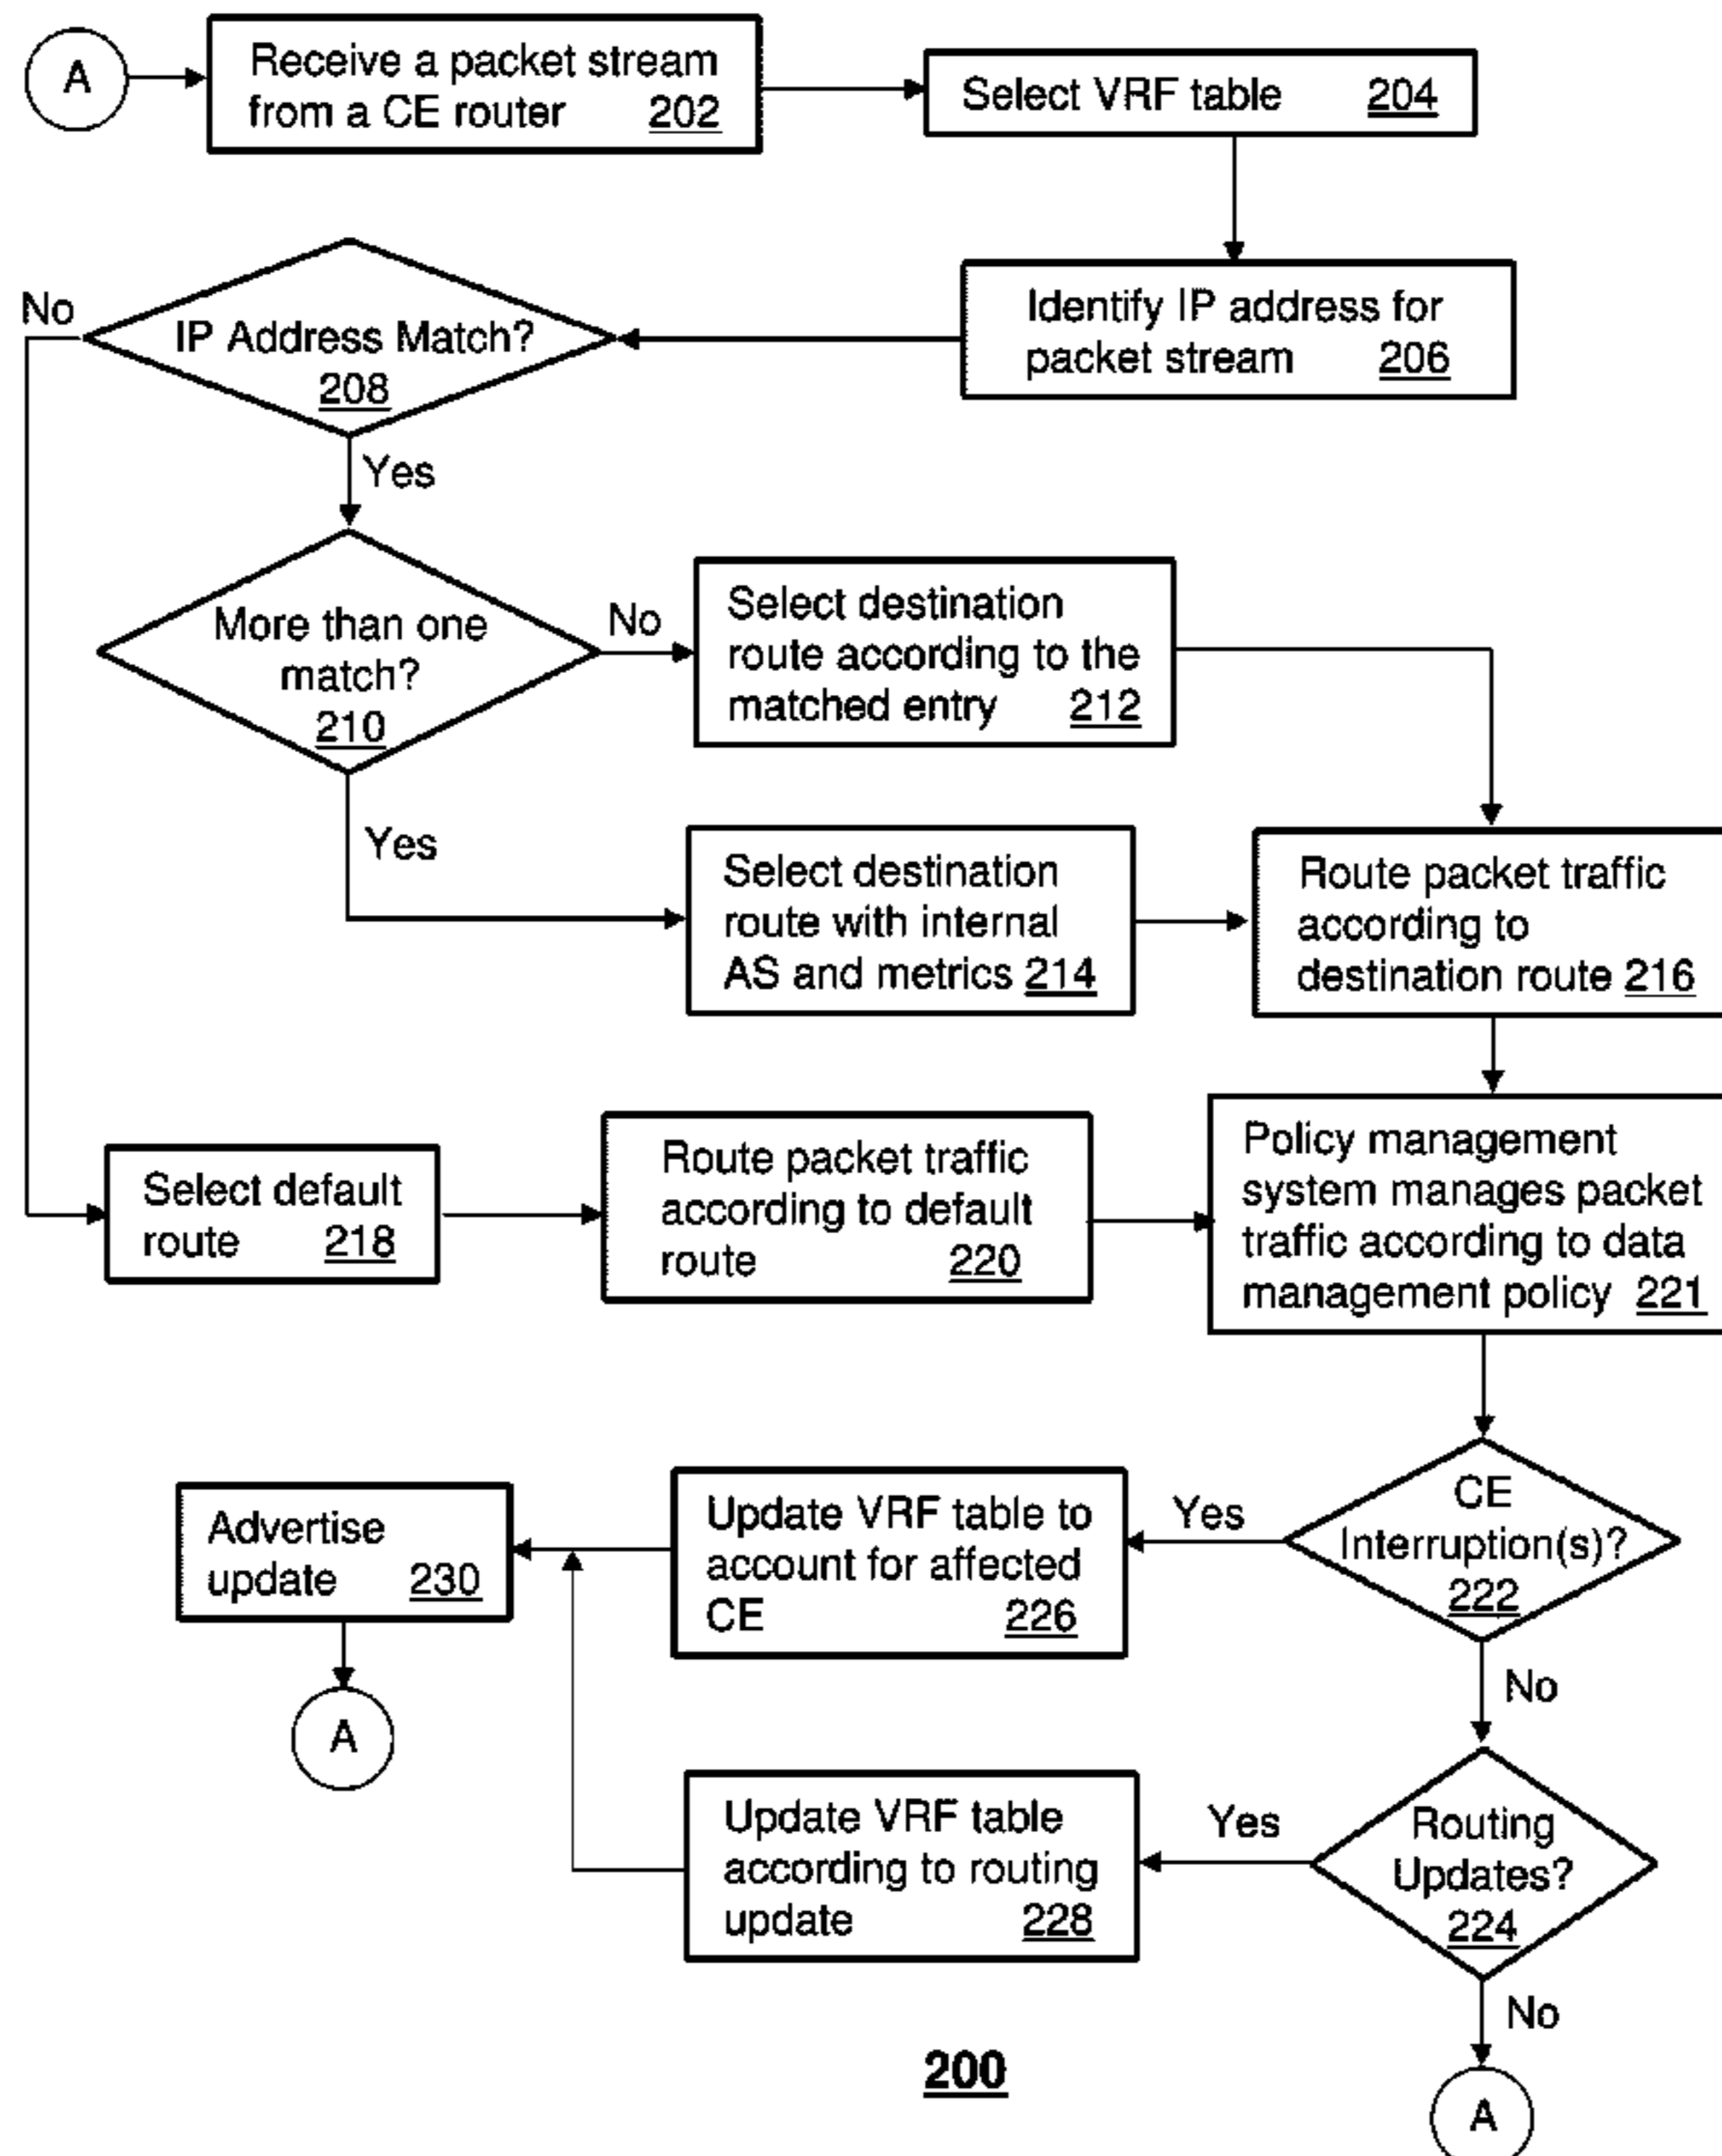 A
Receive a packet stream
from a CE router 202
Select VRF table 204
Identify IP address for
packet stream 206
No
IP Address Match?
208
Yes
More than one
match?
210
No
Select destination
route according to the
matched entry 212
Yes
Select destination
route with internal
AS and metrics 214
Route packet traffic
according to
destination route 216
Select default
route 218
Route packet traffic
according to default
route 220
Policy management
system manages packet
traffic according to data
management policy 221
CE
Interruption(s)?
222
Yes
Update VRF table to
account for affected
CE 226
Advertise
update 230
A
No
Routing
Updates?
224
Yes
Update VRF table
according to routing
update 228
No
A
200